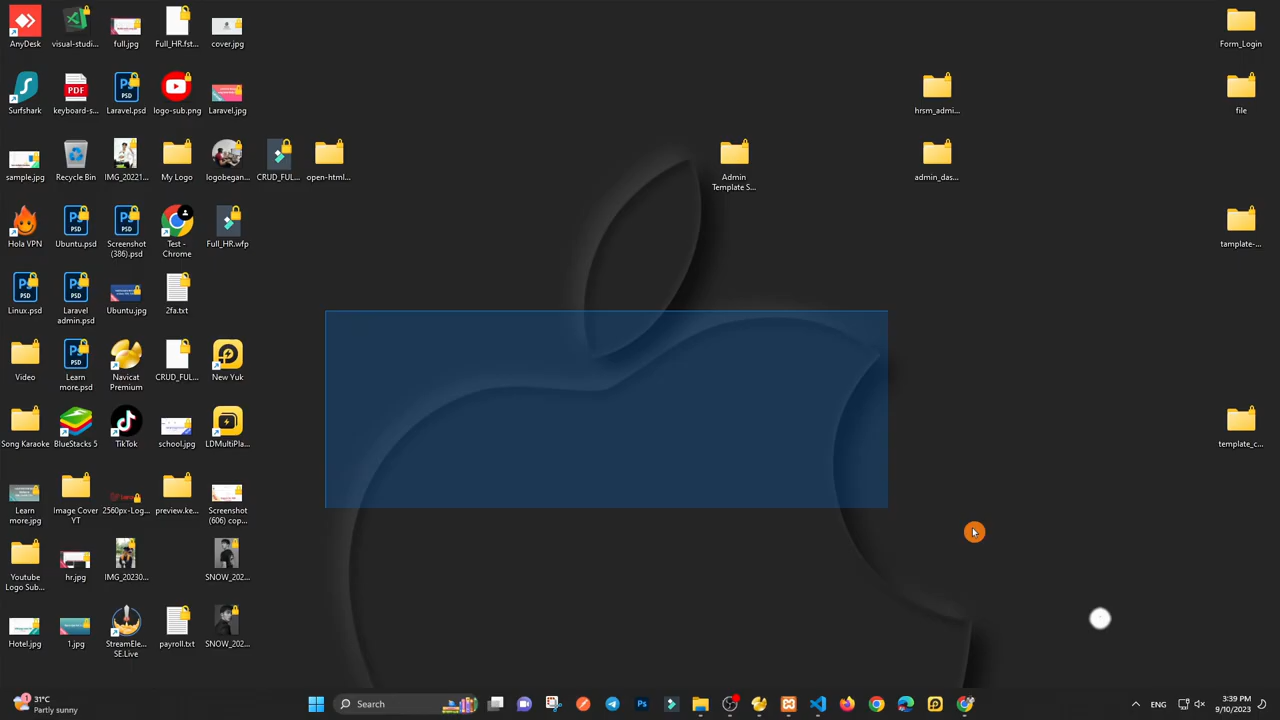 AnyDesk
visual-studi...
full.jpg
Full_HR.fst...
cover.jpg
Form_Login
Surfshark
PDF
keyboard-s...
Laravel.psd
logo-sub.png
Laravel.jpg
hrsm_admi...
file
sample.jpg
Recycle Bin
IMG_20221...
My Logo
logobegan...
CRUD_FUL...
open-html...
Admin
Template S...
admin_das...
Hola VPN
Ubuntu.psd
Screenshot
(386).psd
Test -
Chrome
Full_HR.wfp
tamplate-...
Linux.psd
Laravel
admin.psd
Ubuntu.jpg
2fa.txt
Video
Learn
more.psd
Navicat
Premium
CRUD_FUL...
New Yuk
Song Karaoke
BlueStacks 5
TikTok
school.jpg
LDMultiPla...
template_c...
Learn
more.jpg
Image Cover
YT
2560px-Log...
preview.ke...
Screenshot
(606) cop...
Youtube
Logo Sub...
hr.jpg
IMG_20230...
SNOW_202...
Hotel.jpg
1.jpg
StreamEle...
SE.Live
payroll.txt
SNOW_202...
31°C
Partly sunny
Search
ENG
3:39 PM
9/10/2023